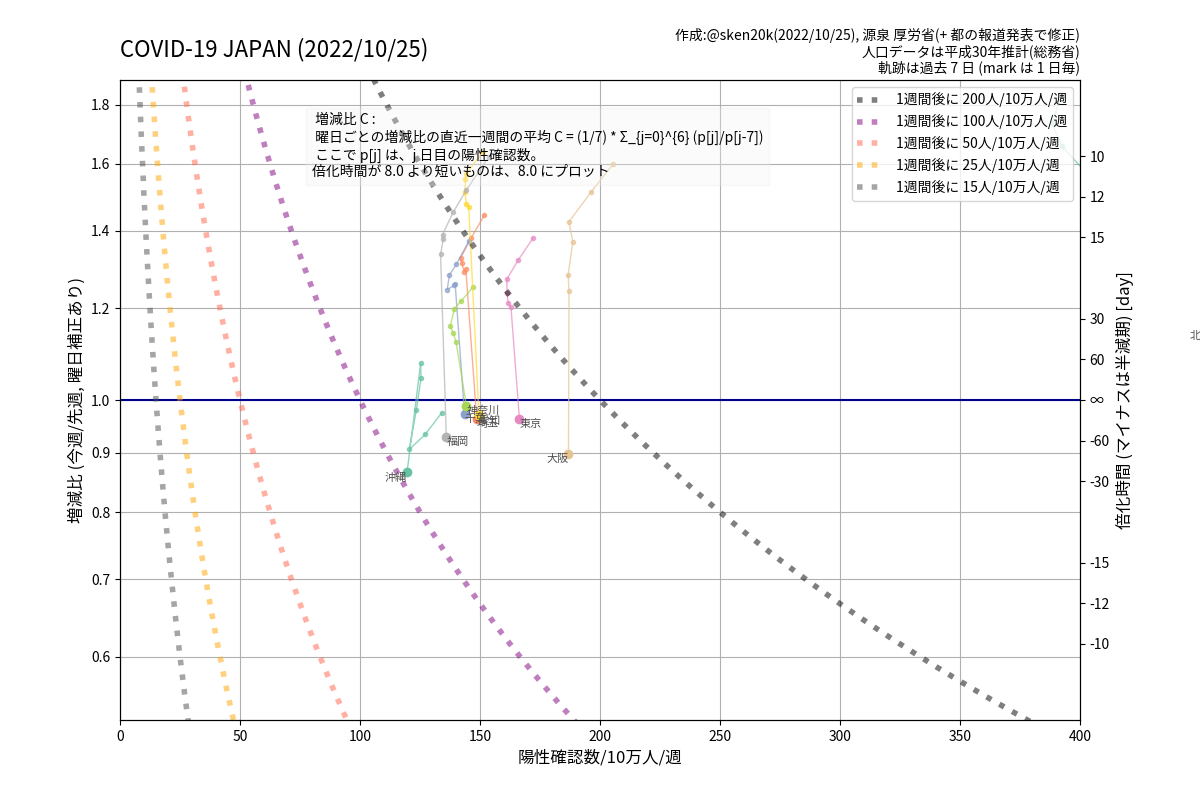 COVID-19 JAPAN (2022/10/25)
作成:@sken20k(2022/10/25), 源泉 厚労省(+ 都の報道発表で修正)
人口データは平成30年推計(総務省)
軌跡は過去 7 日 (mark は 1 日毎)
1週間後に 200人/10万人/週
1週間後に 100人/10万人/週
1週間後に 50人/10万人/週
1週間後に 25人/10万人/週
1週間後に 15人/10万人/週
増減比 C :
曜日ごとの増減比の直近一週間の平均 C = (1/7) * Σ_{j=0}^{6} (p[j]/p[j-7])
ここで p[j] は、j 日目の陽性確認数。
倍化時間が 8.0 より短いものは、8.0 にプロット
増減比 (今週/先週, 曜日補正あり)
1.8
1.6
1.4
1.2
1.0
0.9
0.8
0.7
0.6
10
12
15
30
60
∞
-60
-30
-15
-12
-10
倍化時間 (マイナスは半減期) [day]
北
神奈川
埼玉
東京
福岡
大阪
沖縄
0
50
100
150
200
250
300
350
400
陽性確認数/10万人/週